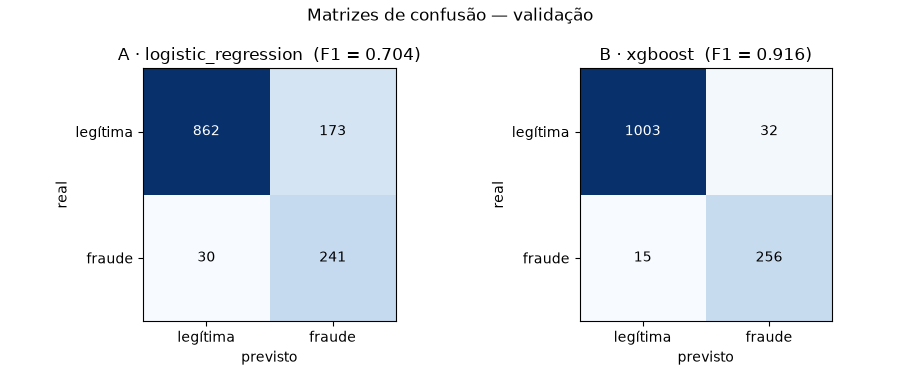 Matrizes de confusão — validação
A · logistic_regression (F1 = 0.704)
legítima
862
173
real
fraude
30
241
legítima
fraude
previsto
B · xgboost (F1 = 0.916)
legítima
1003
32
real
fraude
15
256
legítima
fraude
previsto